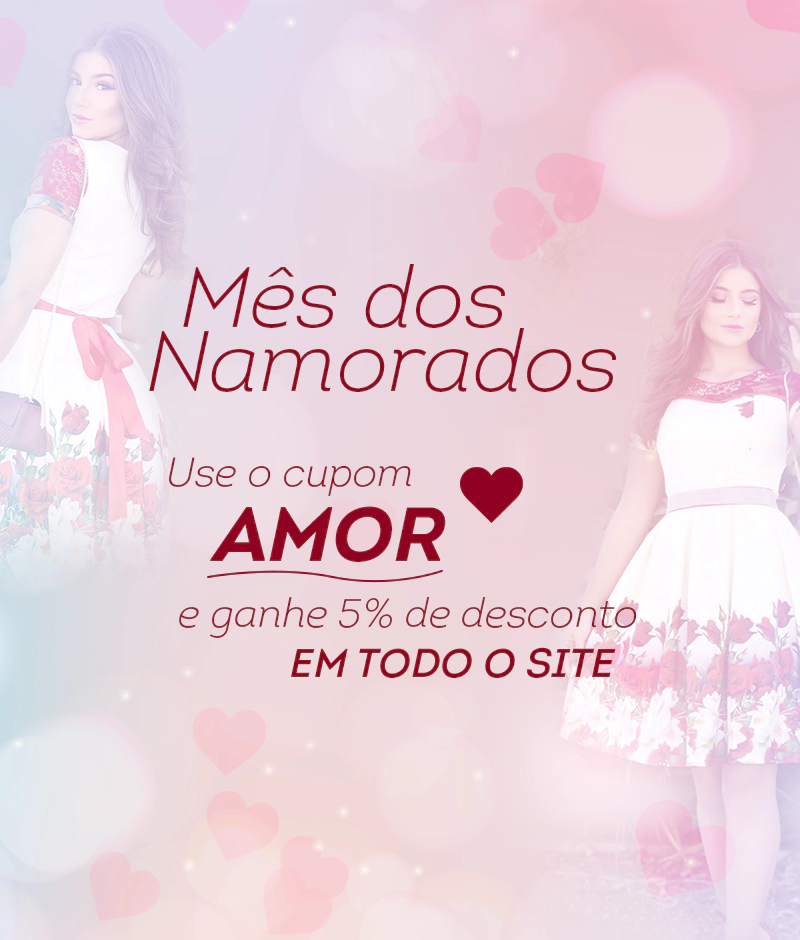 Mês dos
Namorados
Use o cupom
AMOR
e ganhe 5% de desconto
EM TODO O SITE